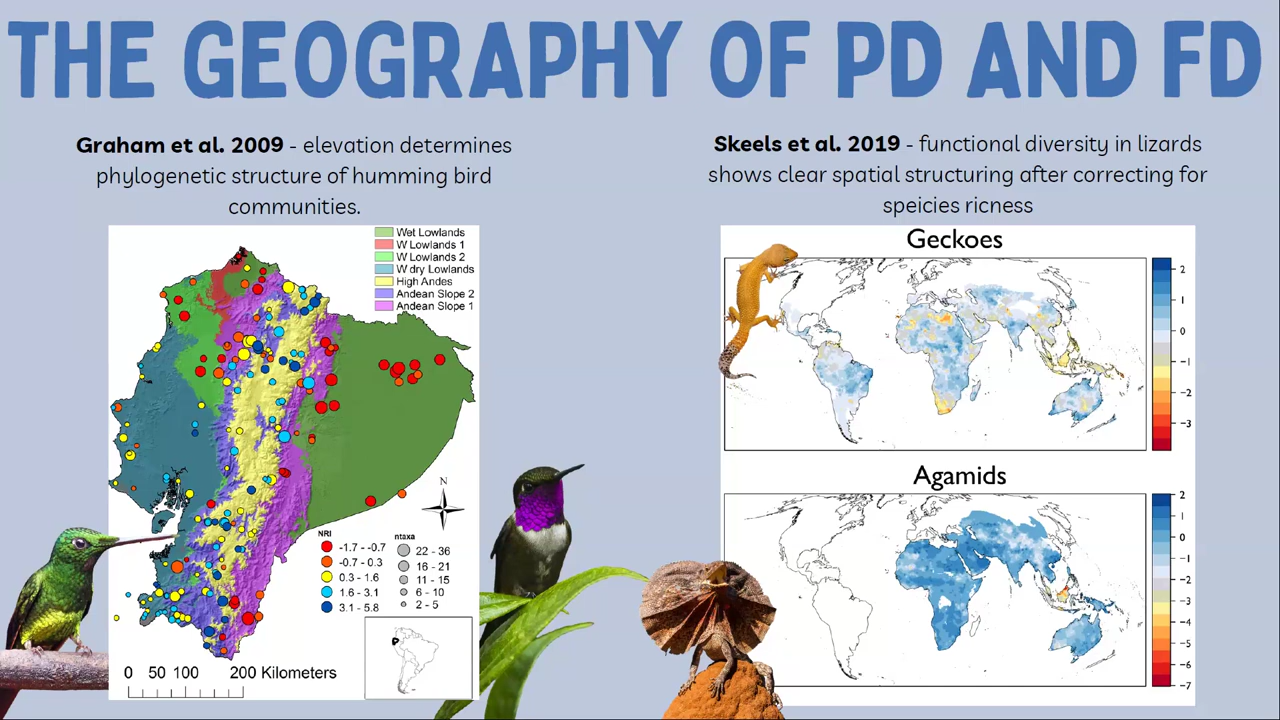 THE GEOGRAPHY OF PD AND FD
Graham et al. 2009 - elevation determines
phylogenetic structure of humming bird
communities.
Wet Lowlands
W Lowlands 1
W Lowlands 2
W dry Lowlands
High Andes
Andean Slope 2
Andean Slope 1
N
NRI
-1.7 - -0.7
-0.7 - 0.3
0.3 - 1.6
1.6 - 3.1
3.1 - 5.8
ntaxa
22 - 36
16 - 21
11 - 15
6 - 10
2 - 5
0 50 100 200 Kilometers
Skeels et al. 2019 - functional diversity in lizards
shows clear spatial structuring after correcting for
speicies ricness
Geckoes
2
1
0
−1
−2
−3
Agamids
2
1
0
−1
−2
−3
−4
−5
−6
−7